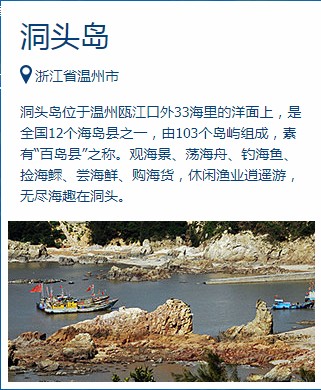 洞头岛
浙江省温州市
洞头岛位于温州瓯江口外33海里的洋面上，是
全国12个海岛县之一，由103个岛屿组成，素
有“百岛县”之称。观海景、荡海舟、钓海鱼、
捡海鲽、尝海鲜、购海货，休闲渔业逍遥游，
无尽海趣在洞头。